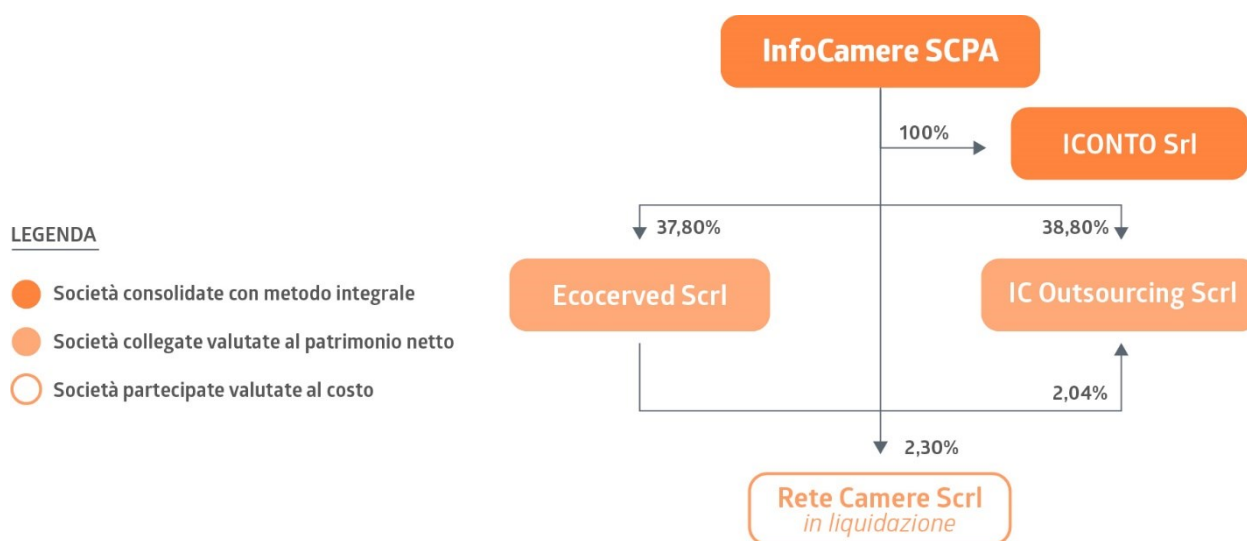 InfoCamere SCPA
100%
ICONTO Srl
37,80%
38,80%
LEGENDA
Ecocerved Scrl
IC Outsourcing Scrl
Società consolidate con metodo integrale
Società collegate valutate al patrimonio netto
Società partecipate valutate al costo
2,04%
2,30%
Rete Camere Scrl
in liquidazione